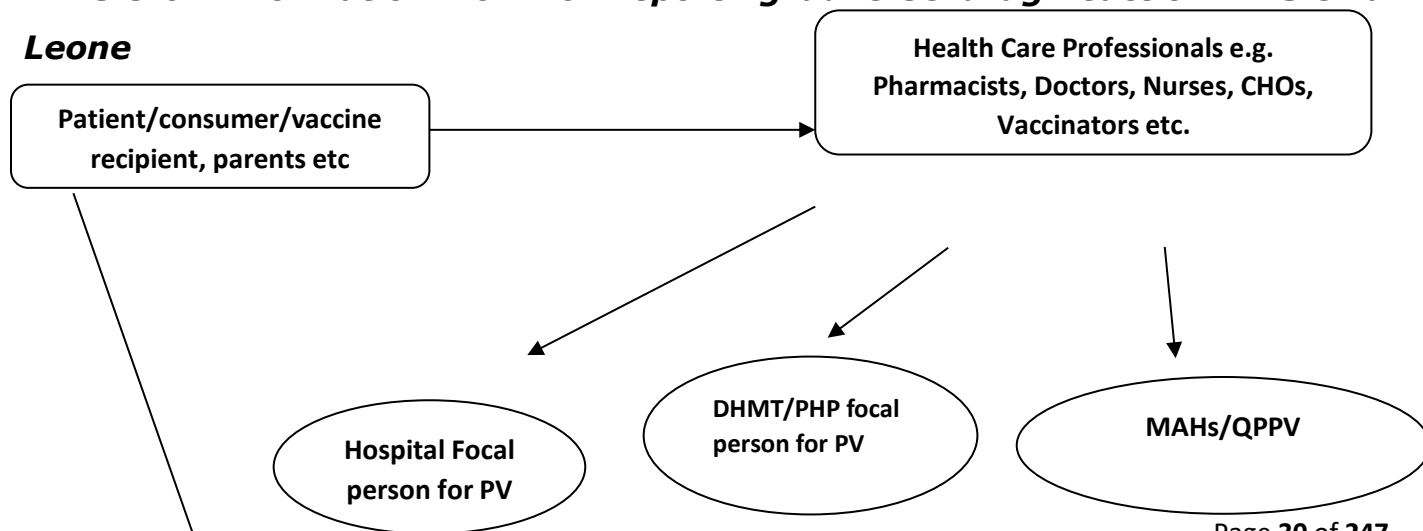 Leone
Health Care Professionals e.g.
Pharmacists, Doctors, Nurses, CHOs,
Vaccinators etc.
Patient/consumer/vaccine
recipient, parents etc
Hospital Focal
person for PV
DHMT/PHP focal
person for PV
MAHs/QPPV